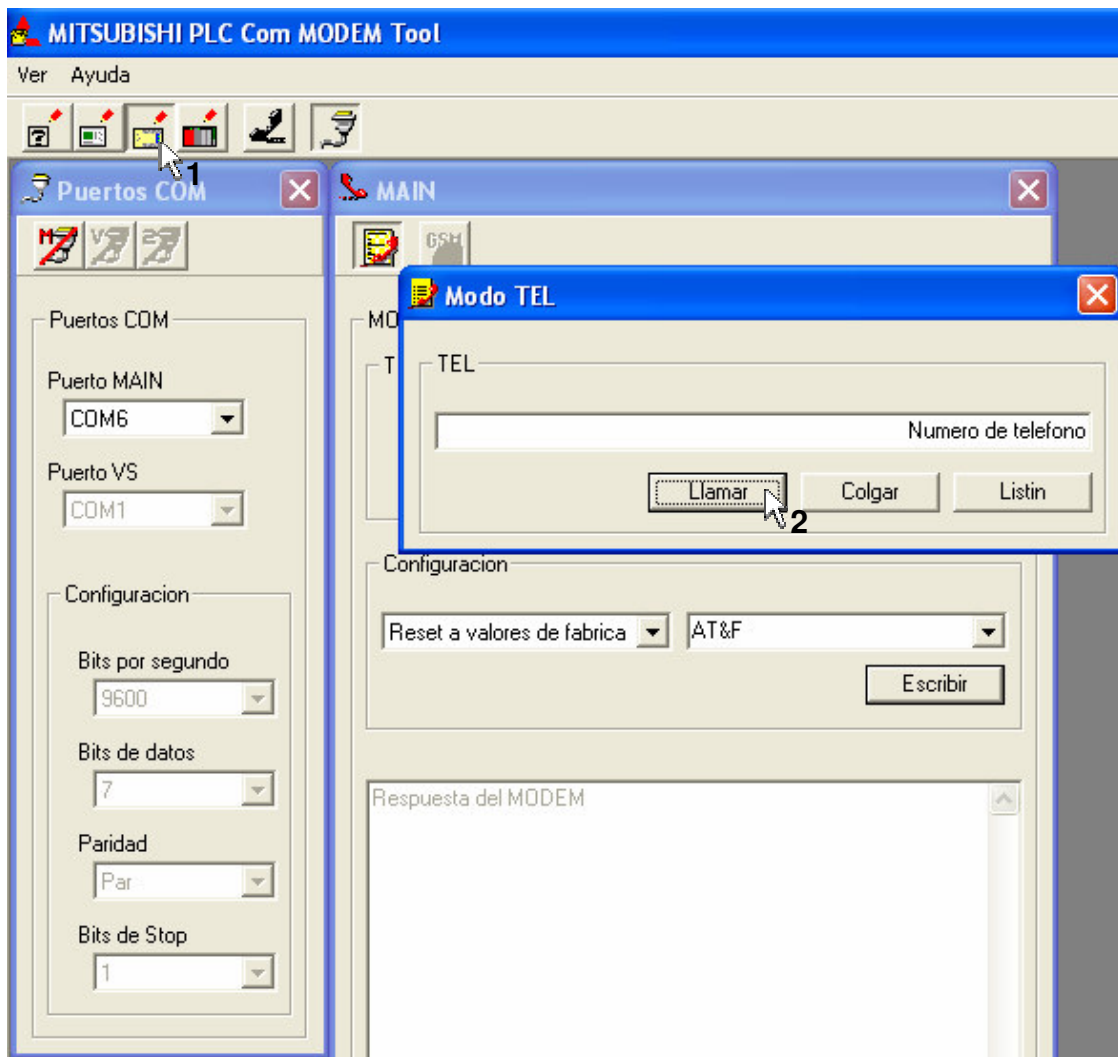 MITSUBISHI PLC Com MODEM Tool
Ver Ayuda
1
Puertos COM
MAIN
GSM
Modo TEL
Puertos COM
MO
T
TEL
Puerto MAIN
COM6
Numero de telefono
Puerto VS
Llamar Colgar Listin
2
COM1
Configuracion
Configuracion
Reset a valores de fabrica AT&F
Bits por segundo
Escribir
9600
Bits de datos
7
Respuesta del MODEM
Paridad
Par
Bits de Stop
1